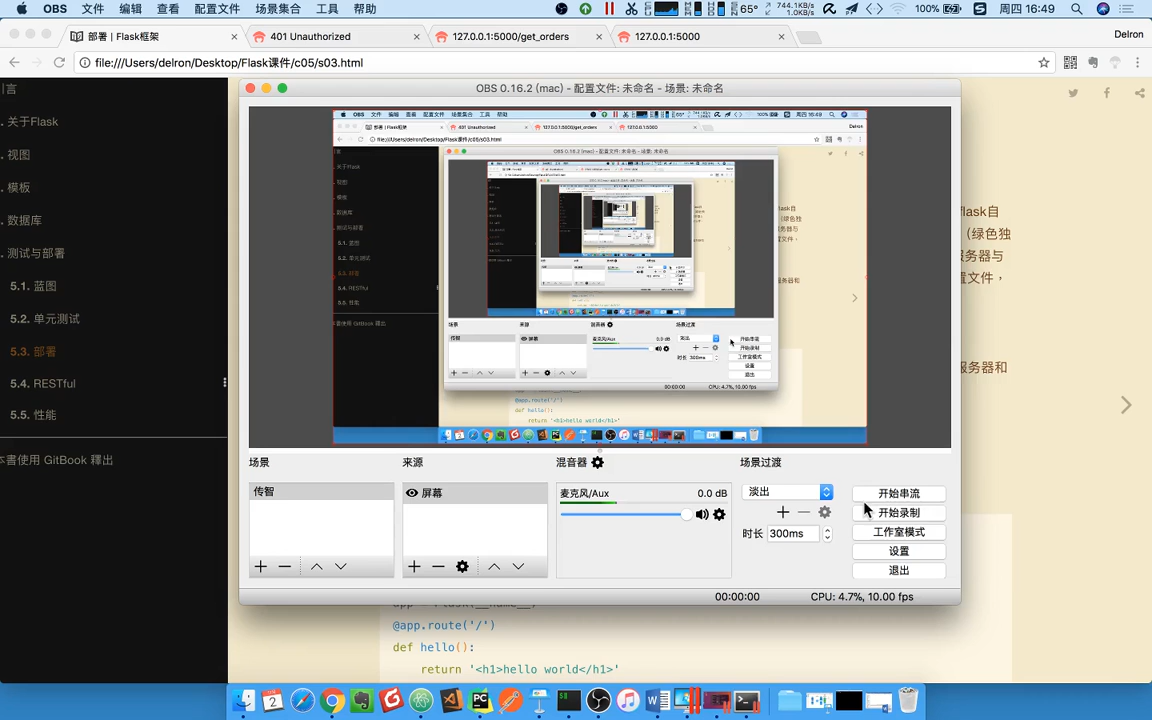 OBS 文件 编辑 查看 配置文件 场景集合 工具 帮助 65° 744.1KB/s 1.0KB/s 100% 周四 16:49
部署 | Flask框架 401 Unauthorized 127.0.0.1:5000/get_orders 127.0.0.1:5000 Delron
file:///Users/delron/Desktop/Flask课件/c05/s03.html
OBS 0.16.2 (mac) - 配置文件: 未命名 - 场景: 未命名
言
关于Flask
视图
模板
数据库
测试与部署
5.1. 蓝图
5.2. 单元测试
5.3. 部署
5.4. RESTful
5.5. 性能
本書使用 GitBook 釋出
lask自
（绿色独
服务器与
置文件，
服务器和
场景 来源 混音器 场景过渡
传智
屏幕
麦克风/Aux 0.0 dB
淡出
时长 300ms
开始串流
开始录制
工作室模式
设置
退出
00:00:00 CPU: 4.7%, 10.00 fps
@app.route('/')
def hello():
return '<h1>hello world</h1>'